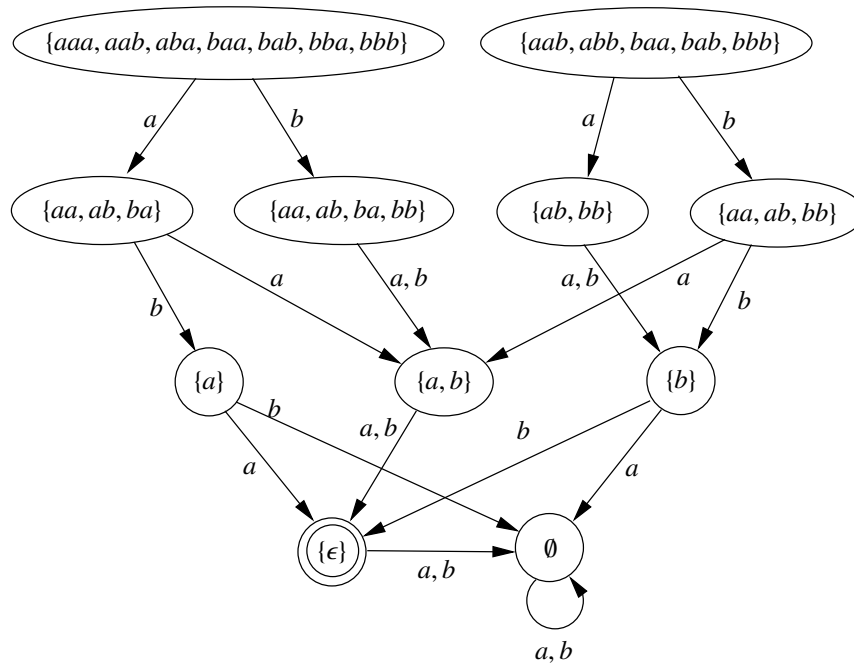 {aaa, aab, aba, baa, bab, bba, bbb} {aab, abb, baa, bab, bbb}
a b a b
{aa, ab, ba} {aa, ab, ba, bb} {ab, bb} {aa, ab, bb}
b a a, b a, b a b
{a} {a, b} {b}
b
a a, b b a
{ϵ} ∅
a, b
a, b